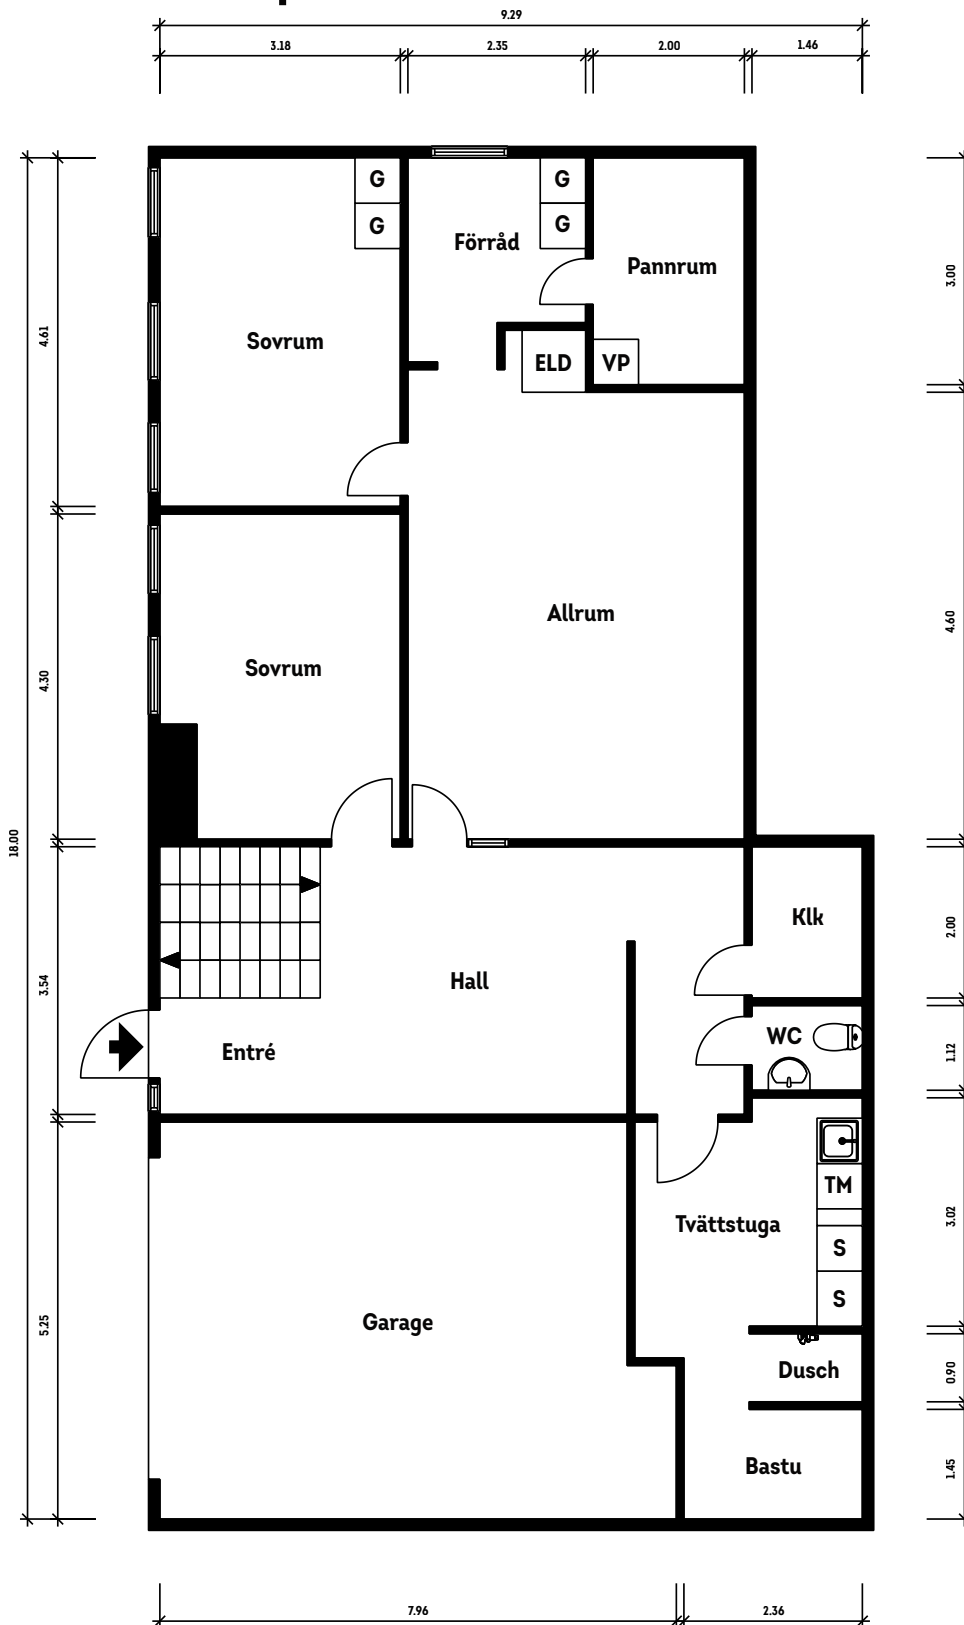 9.29
3.18
2.35
2.00
1.46
G
G
G
G
Förråd
Pannrum
3.00
Sovrum
4.61
ELD
VP
Allrum
4.60
Sovrum
4.30
18.00
Klk
2.00
Hall
3.54
WC
Entré
1.12
TM
Tvättstuga
3.02
S
S
Garage
5.25
Dusch
0.90
Bastu
1.45
7.96
2.36